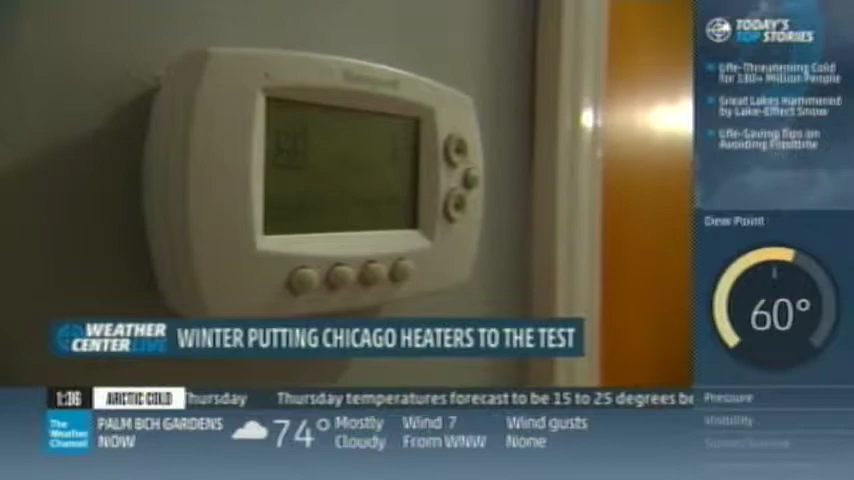 TODAY'S
TOP STORIES
Life-Threatening Cold
for 180+ Million People
Great Lakes Hammered
by Lake-Effect Snow
Life-Saving Tips on
Avoiding Frostbite
Dew Point
60°
WEATHER
CENTER LIVE
WINTER PUTTING CHICAGO HEATERS TO THE TEST
1:06
ARCTIC COLD
Thursday
Thursday temperatures forecast to be 15 to 25 degrees be
Pressure
Visibility
The
Weather
Channel
PALM BCH GARDENS
NOW
74°
Mostly
Cloudy
Wind 7
From WNW
Wind gusts
None